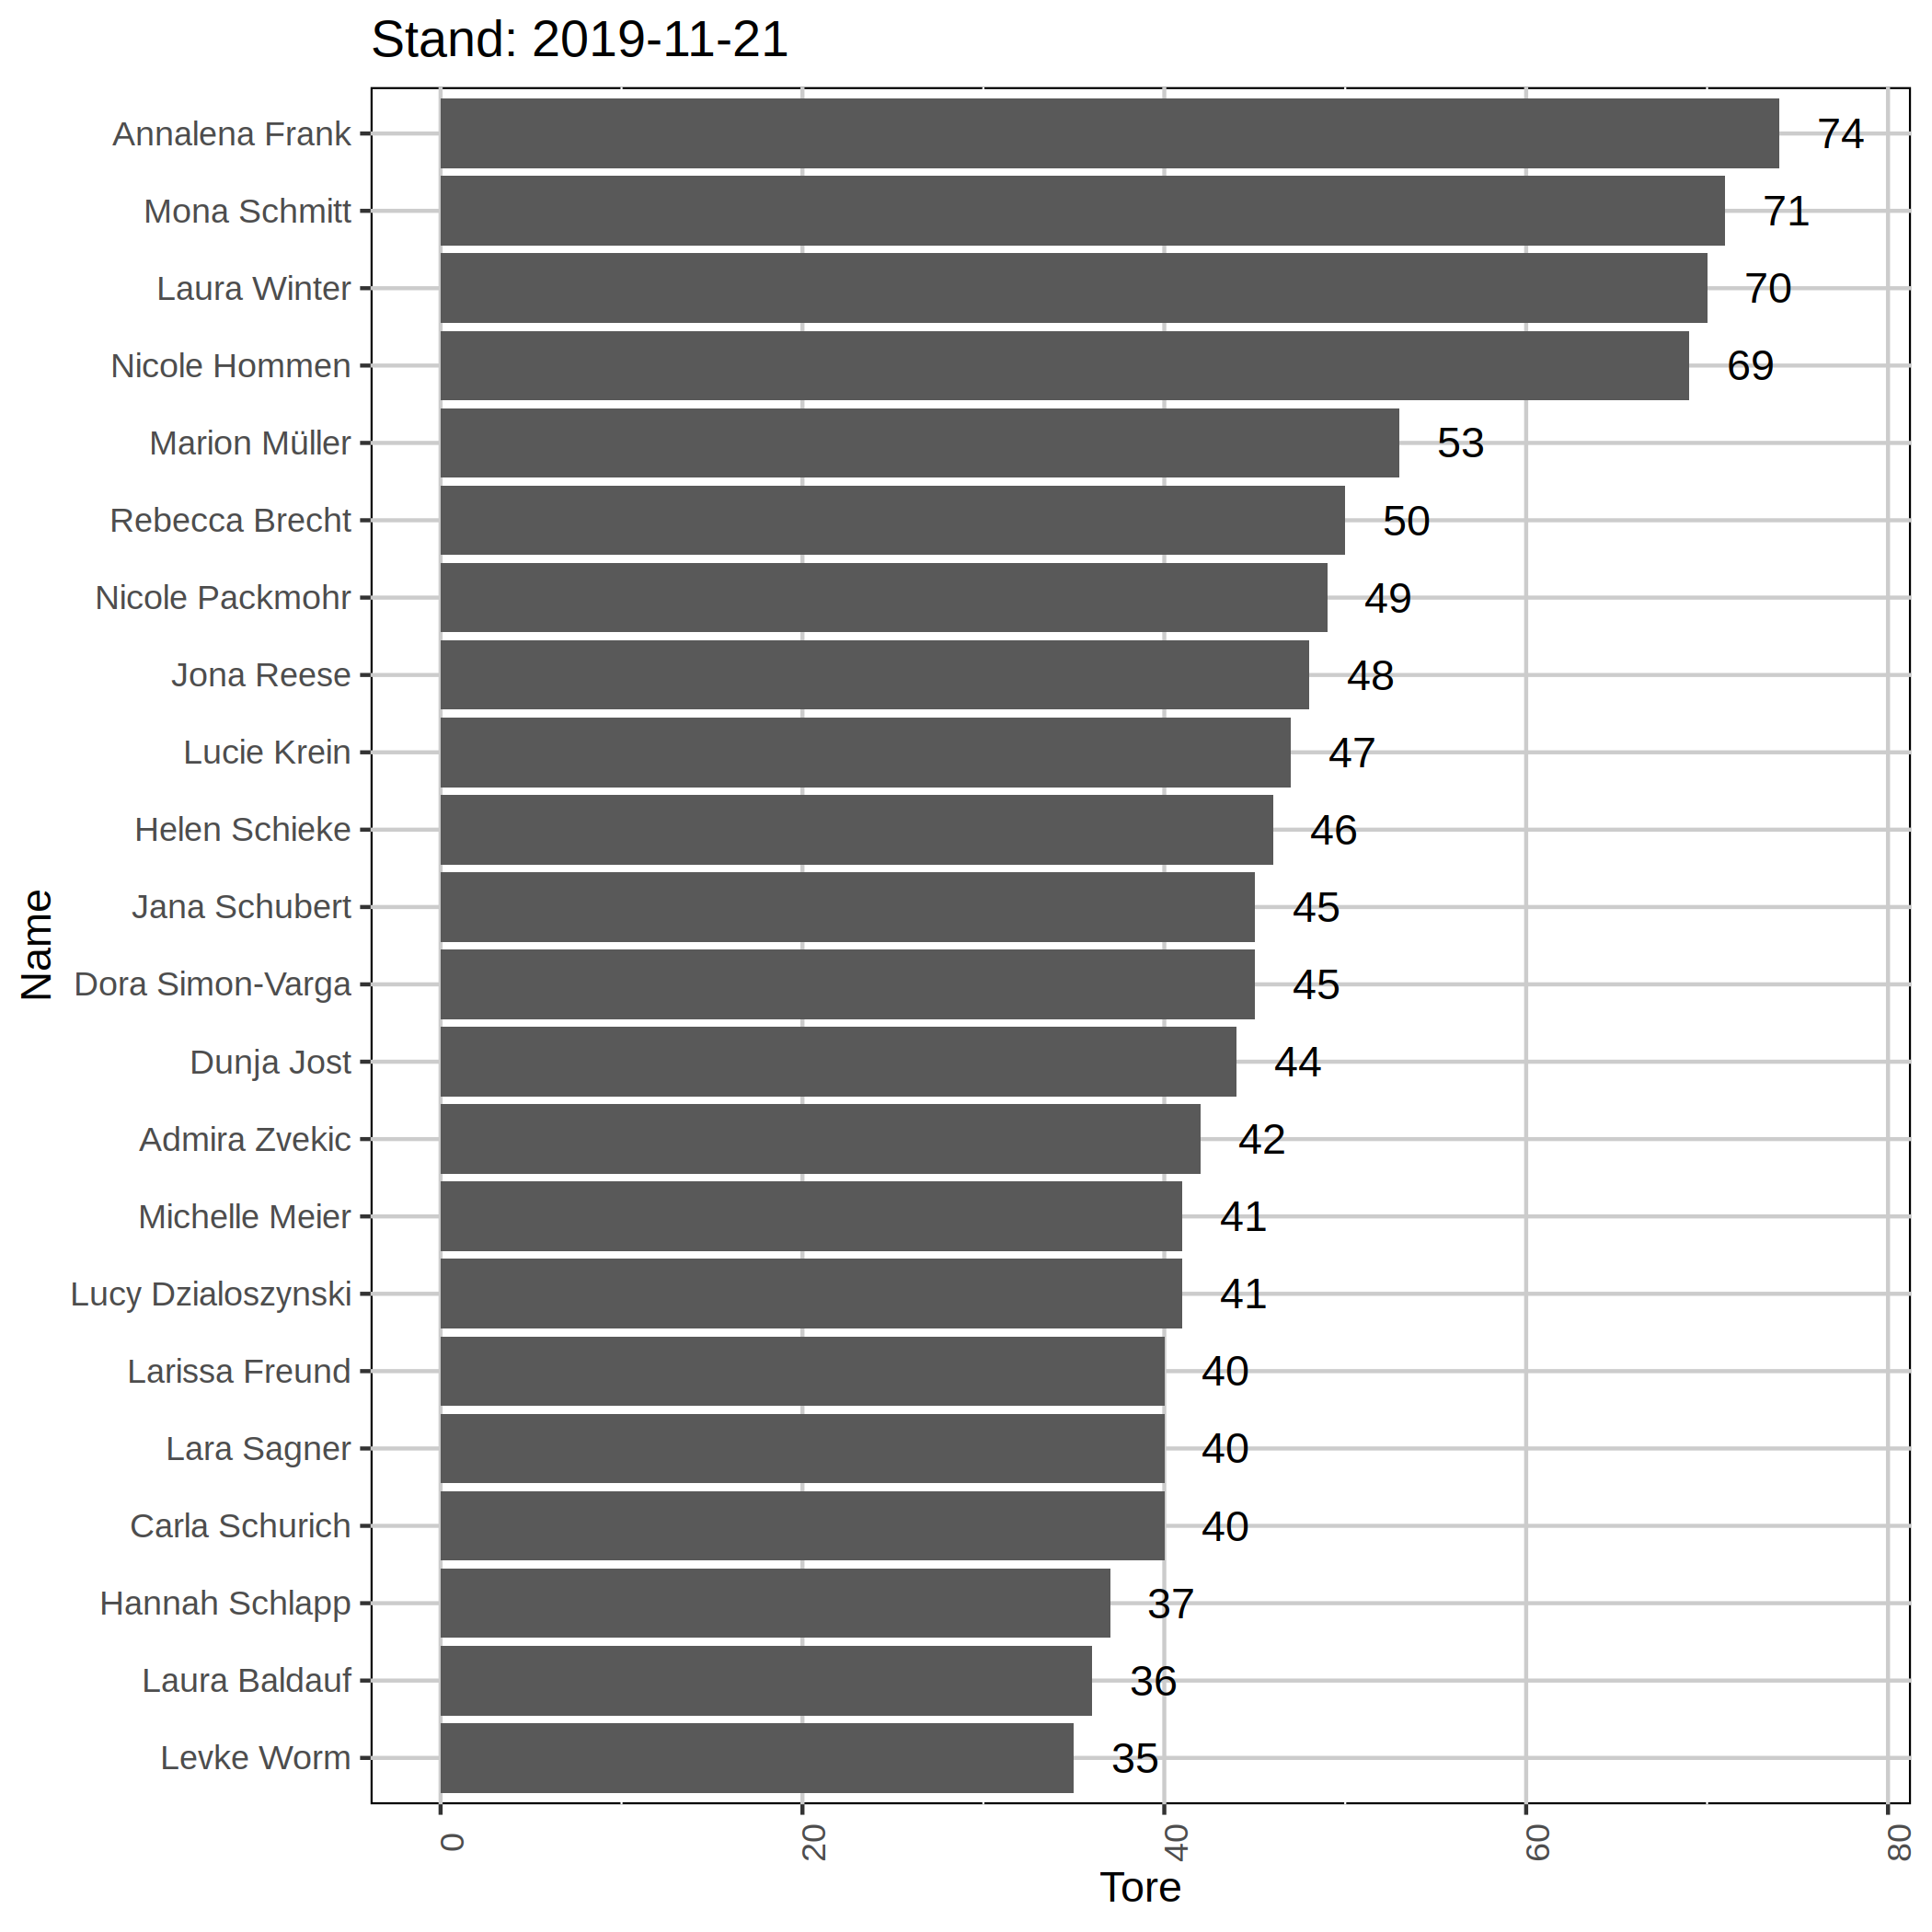 Stand: 2019-11-21
Annalena Frank 74
Mona Schmitt 71
Laura Winter 70
Nicole Hommen 69
Marion Müller 53
Rebecca Brecht 50
Nicole Packmohr 49
Jona Reese 48
Lucie Krein 47
Helen Schieke 46
Jana Schubert 45
Dora Simon-Varga 45
Dunja Jost 44
Admira Zvekic 42
Michelle Meier 41
Lucy Dzialoszynski 41
Larissa Freund 40
Lara Sagner 40
Carla Schurich 40
Hannah Schlapp 37
Laura Baldauf 36
Levke Worm 35
Name
0 20 40 60 80
Tore